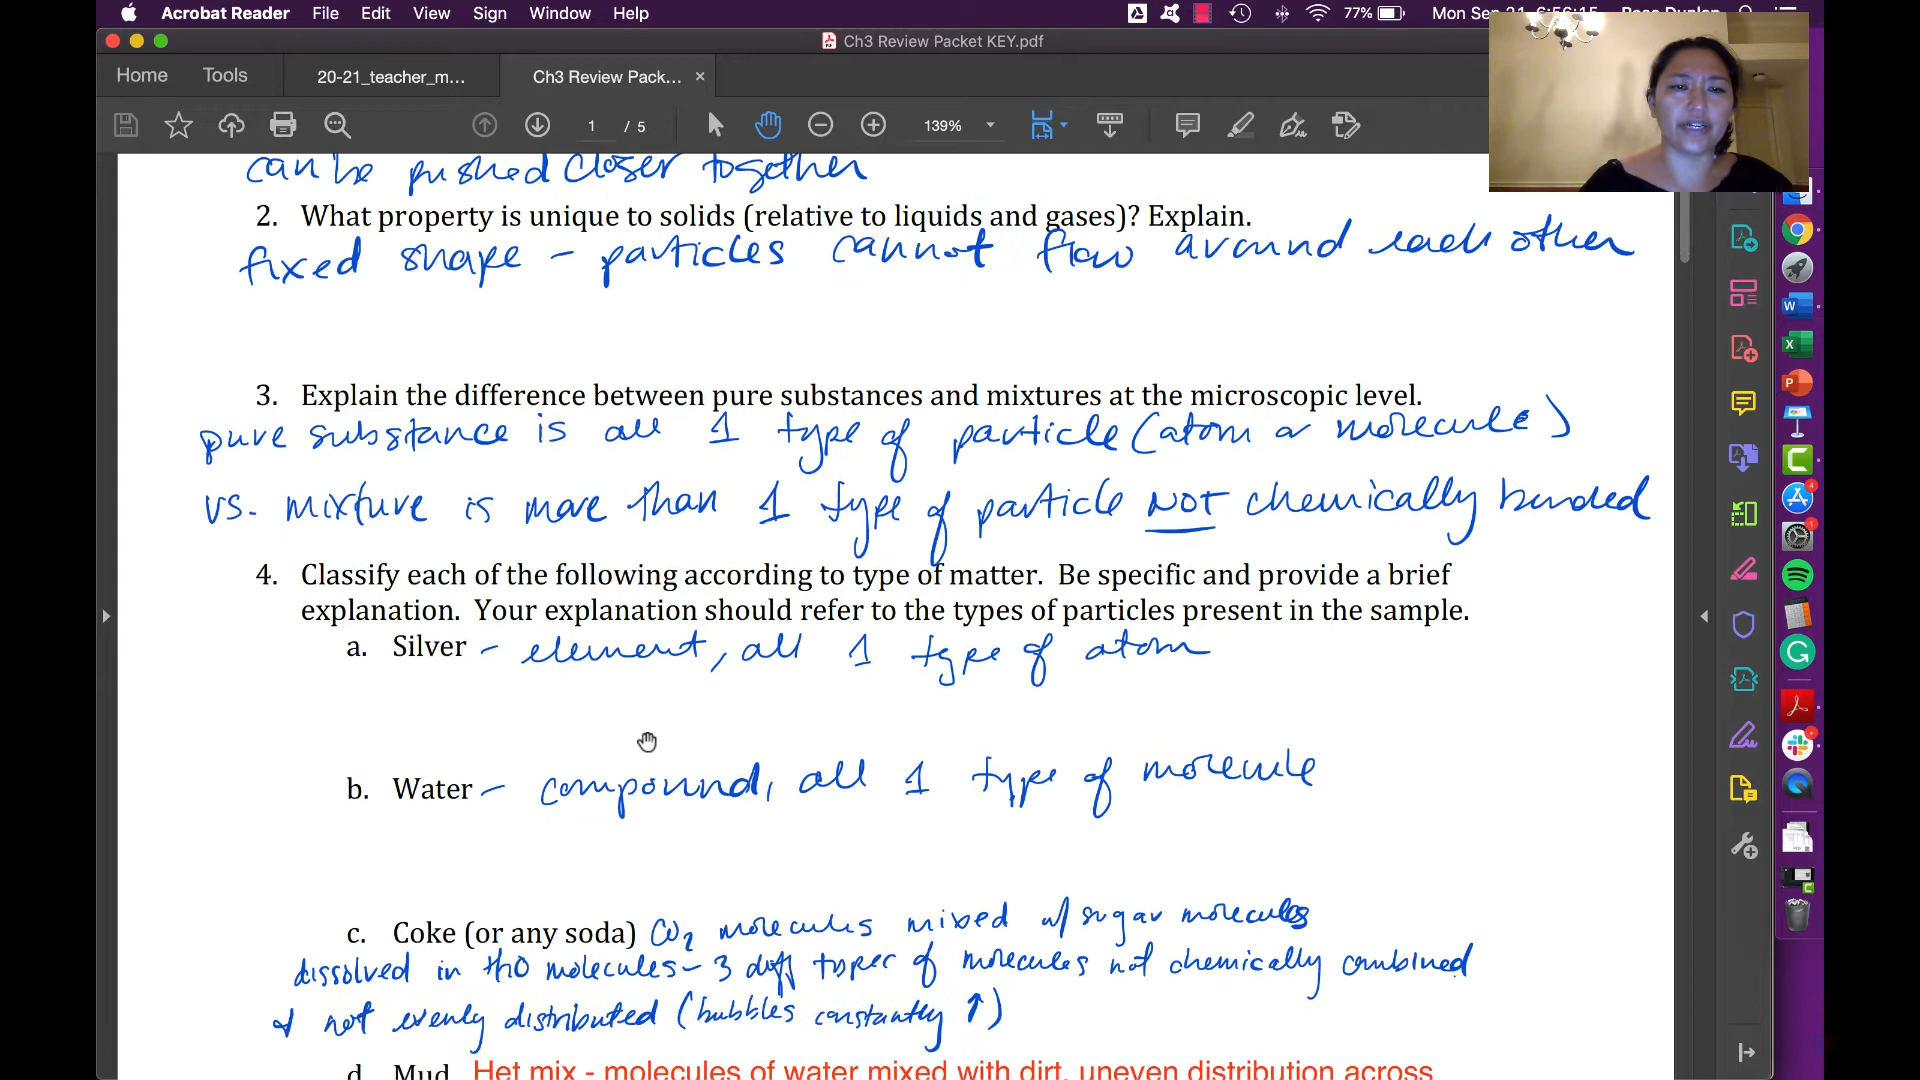 Acrobat Reader File Edit View Sign Window Help
77% Mon Sep 21 6:56:15
Ch3 Review Packet KEY.pdf
Home Tools 20-21_teacher_m... Ch3 Review Pack... ×
1 / 5 139%
can be pushed closer together
2. What property is unique to solids (relative to liquids and gases)? Explain.
fixed shape - particles cannot flow around each other
3. Explain the difference between pure substances and mixtures at the microscopic level.
pure substance is all 1 type of particle (atom or molecule)
vs. mixture is more than 1 type of particle NOT chemically bonded
4. Classify each of the following according to type of matter. Be specific and provide a brief
explanation. Your explanation should refer to the types of particles present in the sample.
a. Silver - element, all 1 type of atom
b. Water - compound, all 1 type of molecule
c. Coke (or any soda) CO2 molecules mixed w/ sugar molecules
dissolved in H2O molecules - 3 diff types of molecules not chemically combined
& not evenly distributed (bubbles constantly ↑)
d. Mud Het mix - molecules of water mixed with dirt, uneven distribution across